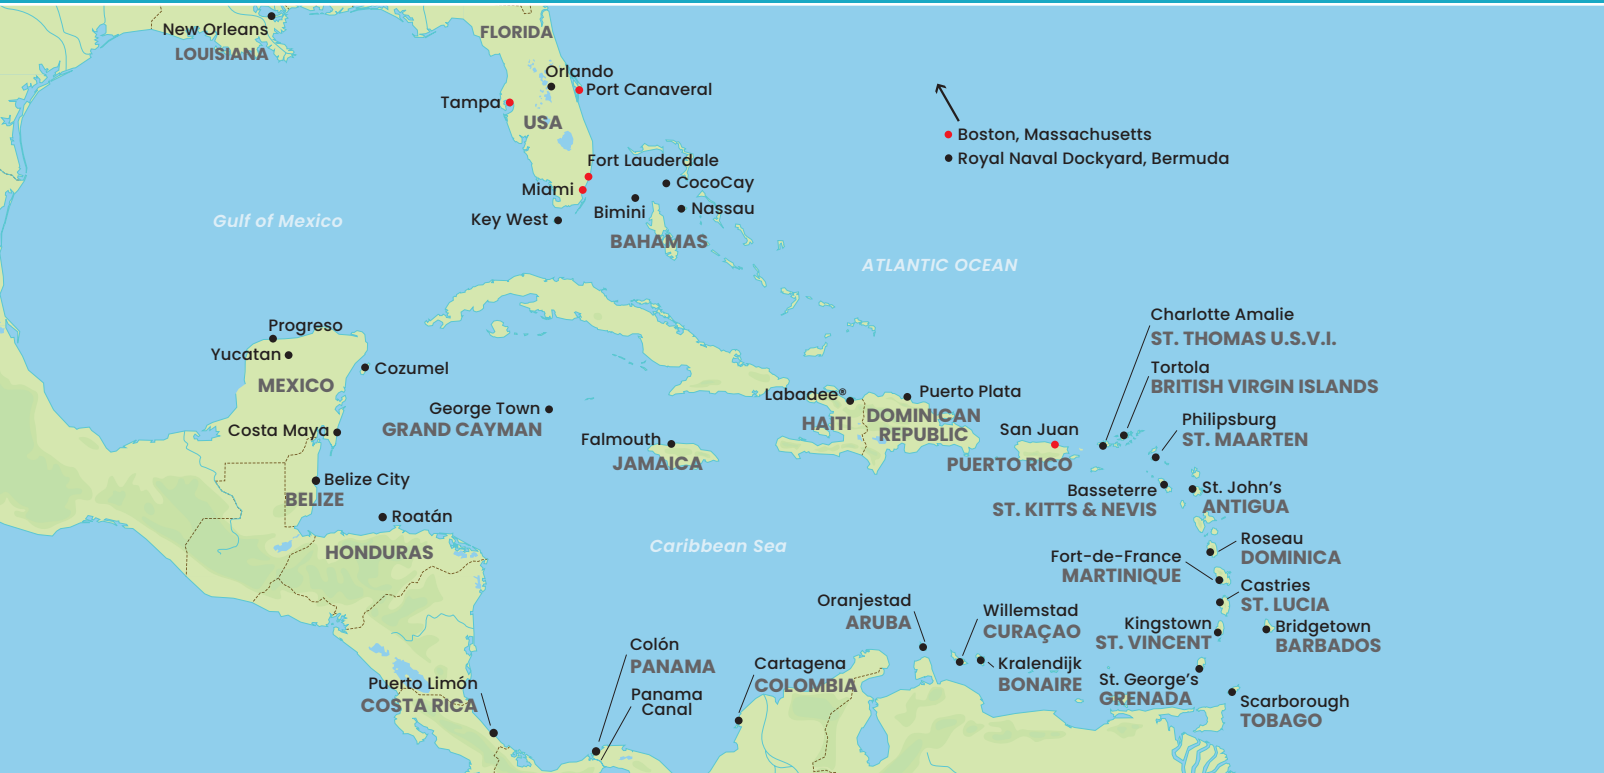 New Orleans
LOUISIANA
FLORIDA
Orlando
Port Canaveral
Tampa
USA
Boston, Massachusetts
Royal Naval Dockyard, Bermuda
Fort Lauderdale
Miami
CocoCay
Bimini
Nassau
Key West
BAHAMAS
Gulf of Mexico
ATLANTIC OCEAN
Progreso
Yucatan
Cozumel
MEXICO
Costa Maya
George Town
GRAND CAYMAN
Falmouth
JAMAICA
Labadee®
HAITI
Puerto Plata
DOMINICAN
REPUBLIC
San Juan
PUERTO RICO
Charlotte Amalie
ST. THOMAS U.S.V.I.
Tortola
BRITISH VIRGIN ISLANDS
Philipsburg
ST. MAARTEN
Basseterre
ST. KITTS & NEVIS
St. John's
ANTIGUA
Belize City
BELIZE
Roatán
HONDURAS
Caribbean Sea
Roseau
DOMINICA
Fort-de-France
MARTINIQUE
Castries
ST. LUCIA
Kingstown
ST. VINCENT
Bridgetown
BARBADOS
Oranjestad
ARUBA
Willemstad
CURAÇAO
Kralendijk
BONAIRE
St. George's
GRENADA
Scarborough
TOBAGO
Colón
PANAMA
Panama
Canal
Cartagena
COLOMBIA
Puerto Limón
COSTA RICA